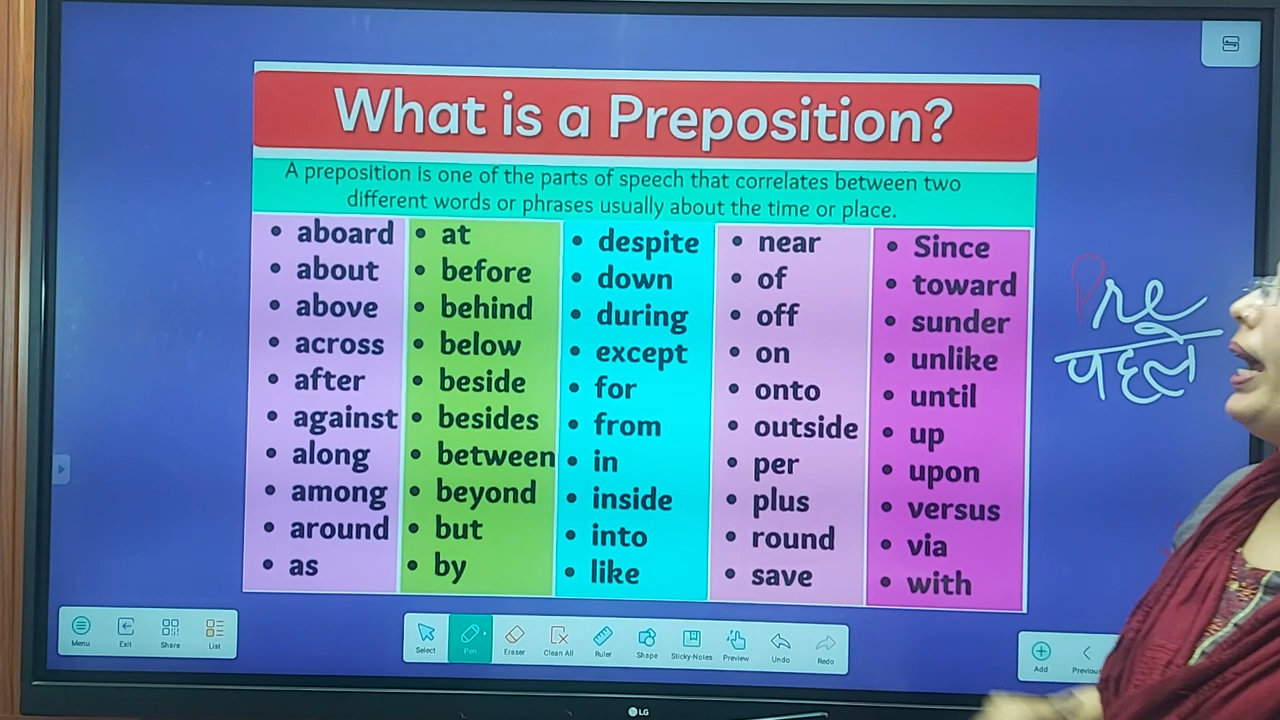 What is a Preposition?
A preposition is one of the parts of speech that correlates between two
different words or phrases usually about the time or place.
• aboard
• about
• above
• across
• after
• against
• along
• among
• around
• as
• at
• before
• behind
• below
• beside
• besides
• between
• beyond
• but
• by
• despite
• down
• during
• except
• for
• from
• in
• inside
• into
• like
• near
• of
• off
• on
• onto
• outside
• per
• plus
• round
• save
• Since
• toward
• sunder
• unlike
• until
• up
• upon
• versus
• via
• with
Pre
पहले
Menu Exit Share List
Select Pen Eraser Clean All Ruler Shape Sticky-Notes Preview Undo Redo
Add Previou
LG